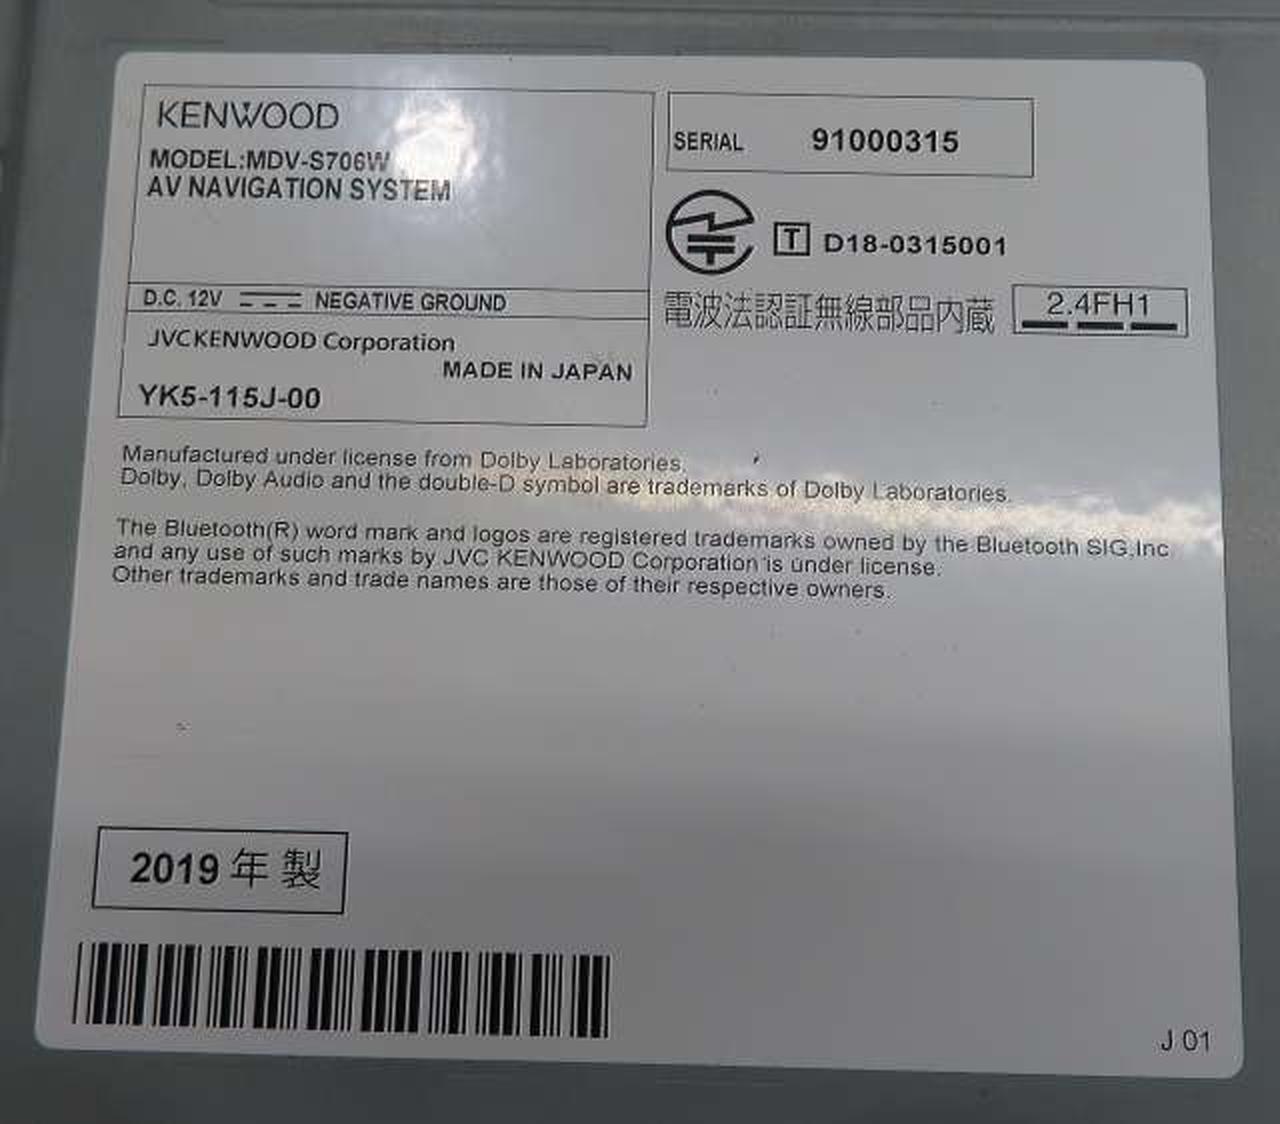 KENWOOD
MODEL:MDV-S706W
AV NAVIGATION SYSTEM
D.C. 12V NEGATIVE GROUND
JVCKENWOOD Corporation
MADE IN JAPAN
YK5-115J-00
SERIAL 91000315
T D18-0315001
電波法認証無線部品内蔵 2.4FH1
Manufactured under license from Dolby Laboratories.
Dolby, Dolby Audio and the double-D symbol are trademarks of Dolby Laboratories.
The Bluetooth(R) word mark and logos are registered trademarks owned by the Bluetooth SIG,Inc
and any use of such marks by JVC KENWOOD Corporation is under license.
Other trademarks and trade names are those of their respective owners.
2019 年 製
J 01